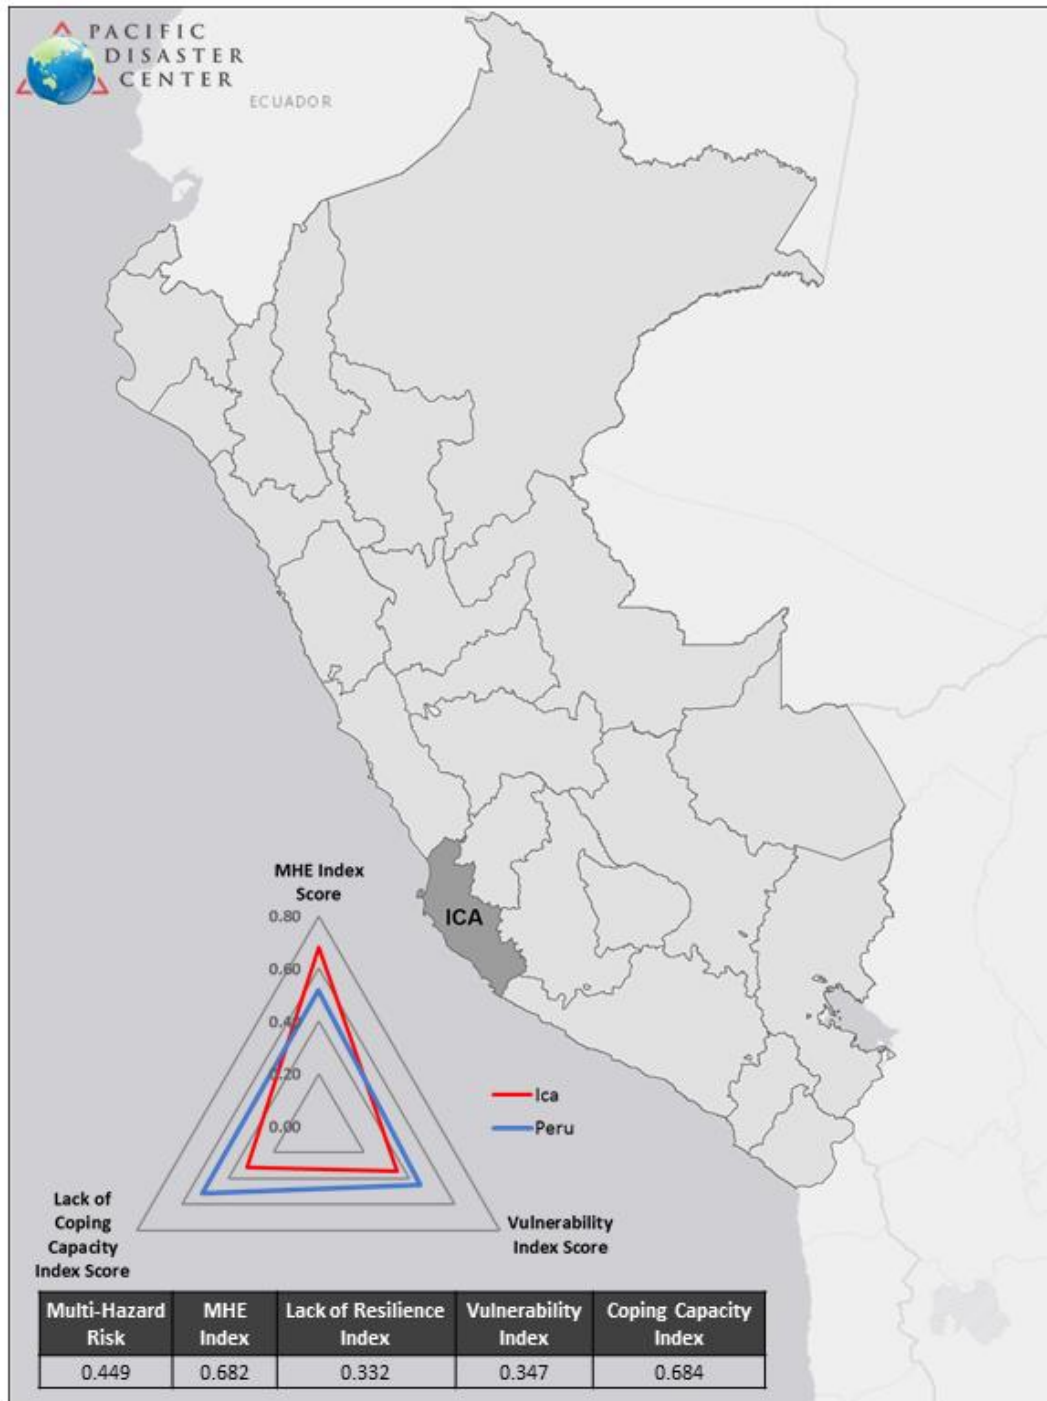 PACIFIC
DISASTER
CENTER
ECUADOR
ICA
MHE Index
Score
0.80
0.60
0.40
0.20
0.00
Ica
Peru
Lack of
Coping
Capacity
Index Score
Vulnerability
Index Score
Multi-Hazard Risk MHE Index Lack of Resilience Index Vulnerability Index Coping Capacity Index
0.449 0.682 0.332 0.347 0.684